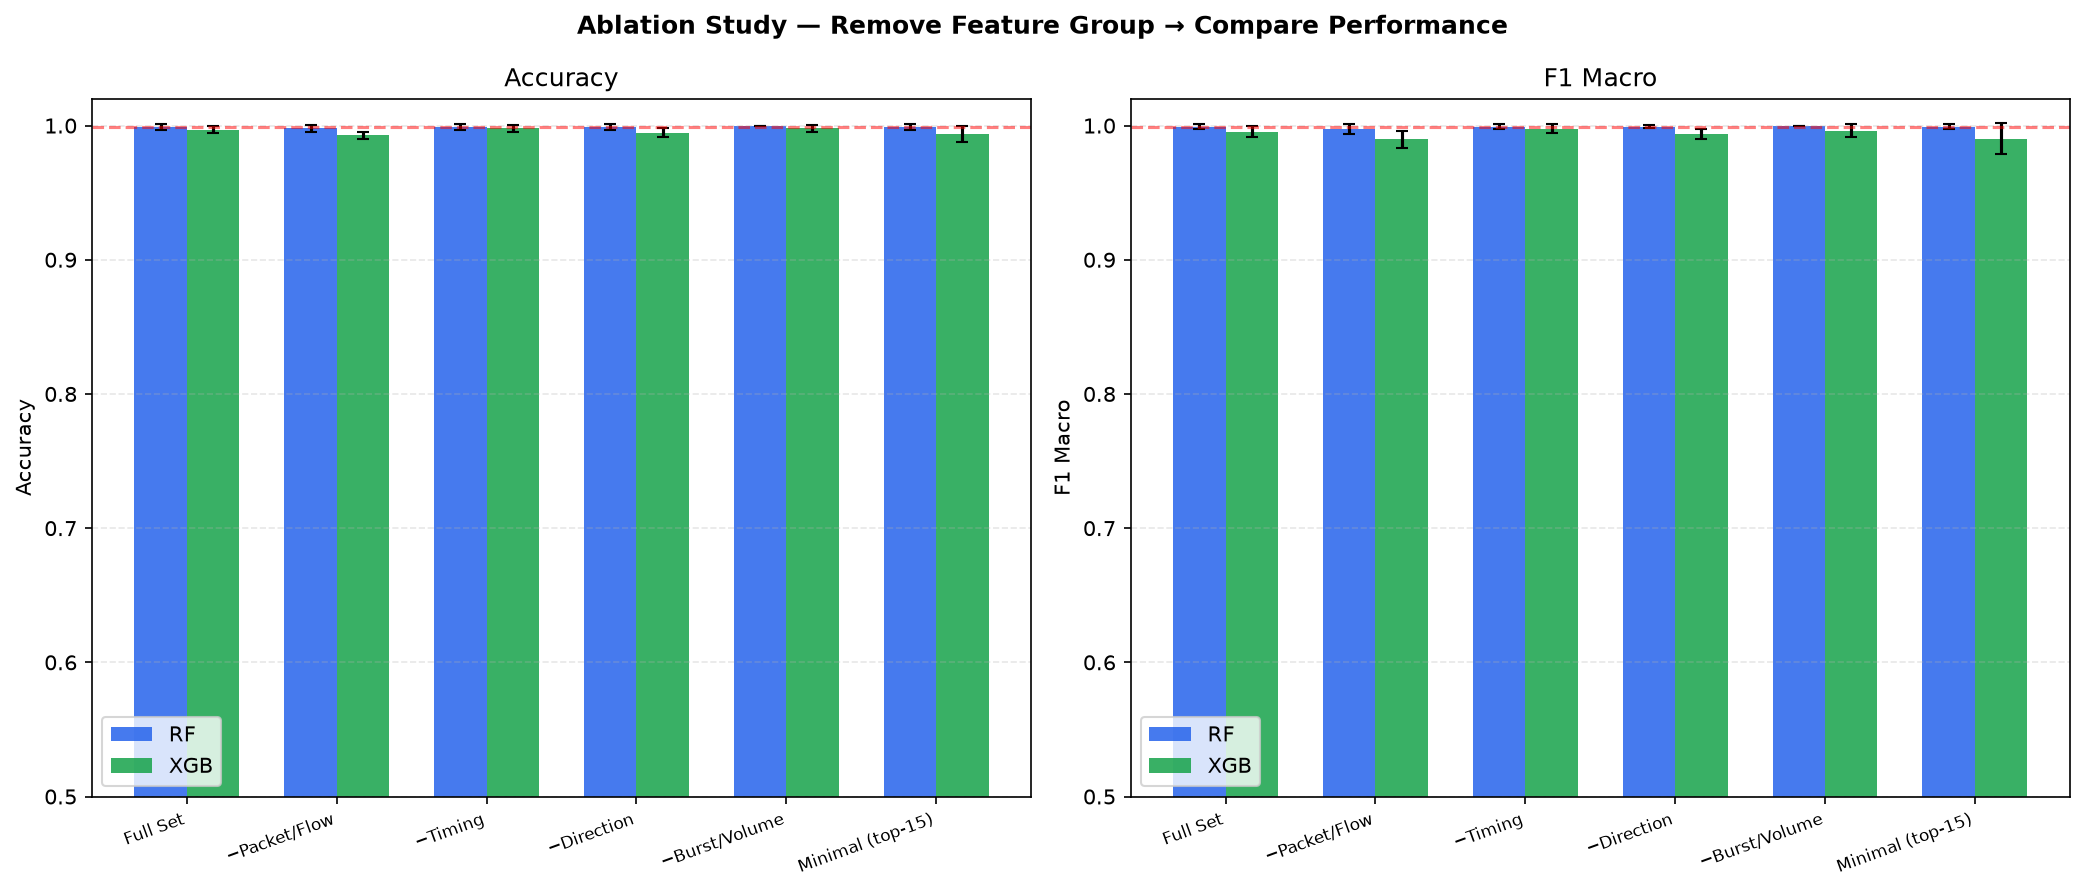 Ablation Study — Remove Feature Group → Compare Performance
Accuracy
Accuracy
1.0
0.9
0.8
0.7
0.6
0.5
RF
XGB
Full Set
−Packet/Flow
−Timing
−Direction
−Burst/Volume
Minimal (top-15)
F1 Macro
F1 Macro
1.0
0.9
0.8
0.7
0.6
0.5
RF
XGB
Full Set
−Packet/Flow
−Timing
−Direction
−Burst/Volume
Minimal (top-15)